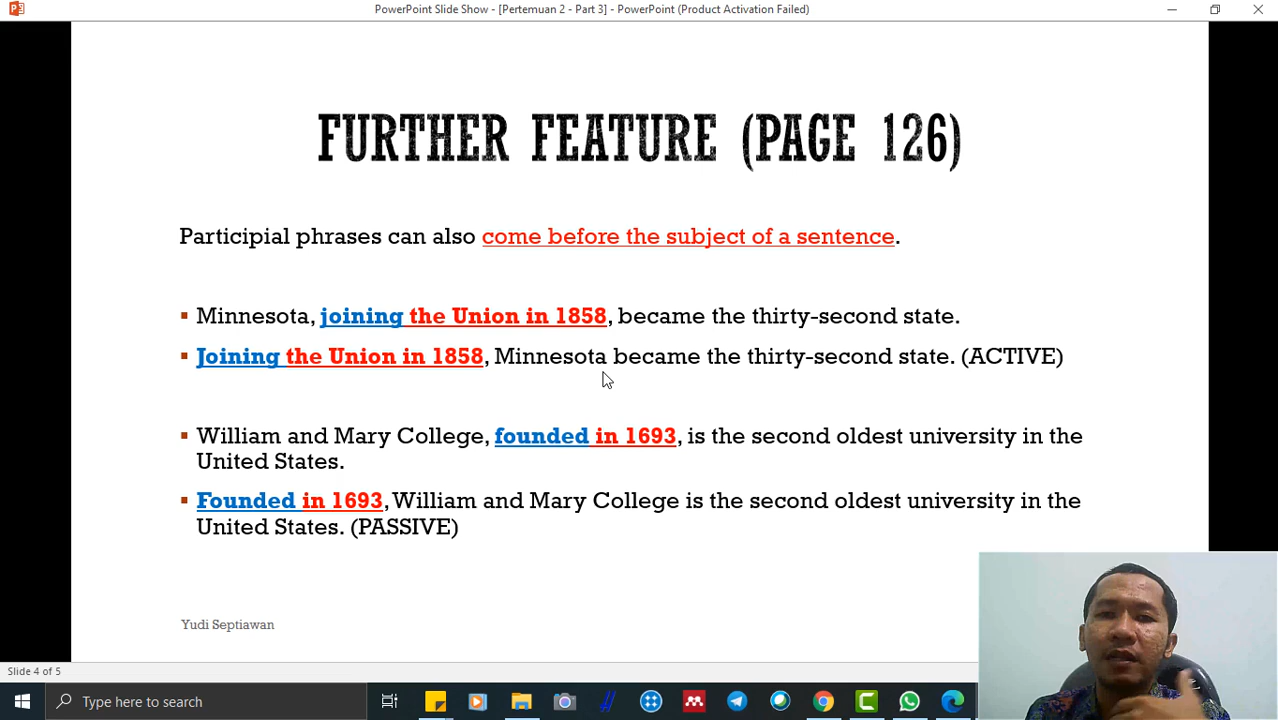 PowerPoint Slide Show - [Pertemuan 2 - Part 3] - PowerPoint (Product Activation Failed)
FURTHER FEATURE (PAGE 126)
Participial phrases can also come before the subject of a sentence.
▪ Minnesota, joining the Union in 1858, became the thirty-second state.
▪ Joining the Union in 1858, Minnesota became the thirty-second state. (ACTIVE)
▪ William and Mary College, founded in 1693, is the second oldest university in the
United States.
▪ Founded in 1693, William and Mary College is the second oldest university in the
United States. (PASSIVE)
Yudi Septiawan
Slide 4 of 5
Type here to search